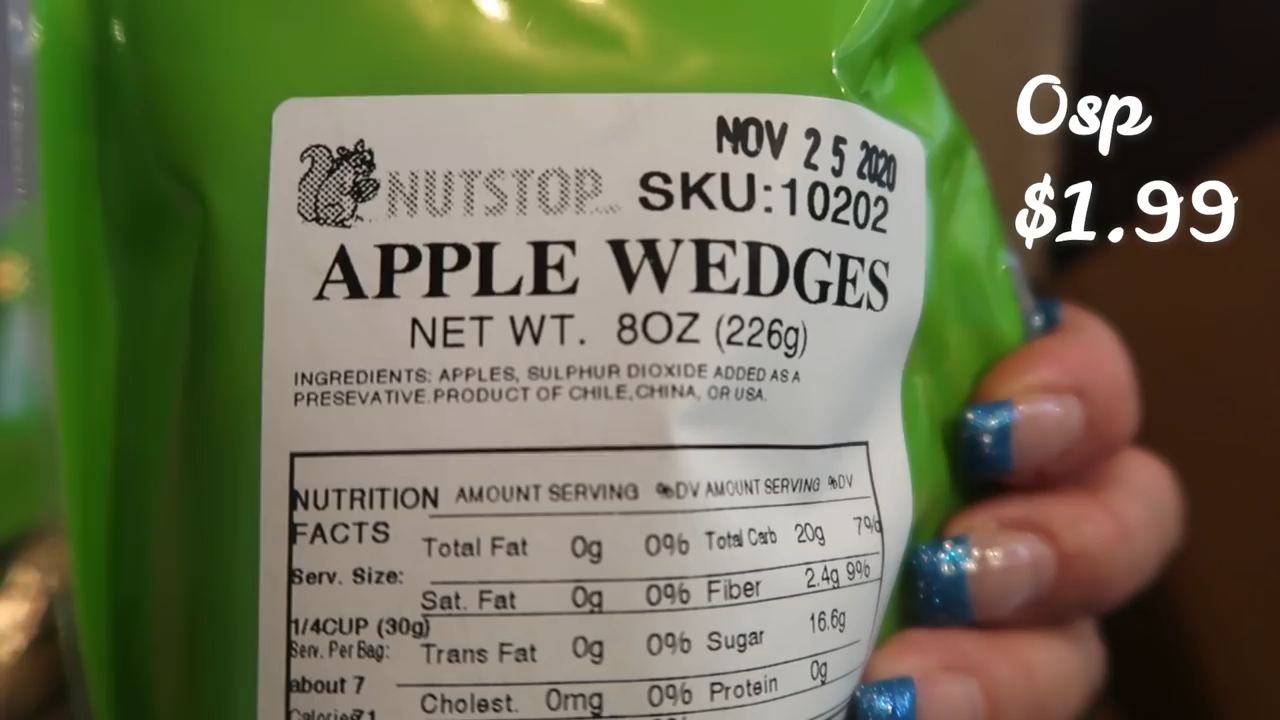 NOV 25 2020
NUTSTOP
SKU:10202
APPLE WEDGES
NET WT. 8OZ (226g)
INGREDIENTS: APPLES, SULPHUR DIOXIDE ADDED AS A
PRESEVATIVE.PRODUCT OF CHILE,CHINA, OR USA.
NUTRITION FACTS
Serv. Size:
1/4CUP (30g)
Serv. Per Bag:
about 7
AMOUNT SERVING %DV AMOUNT SERVING %DV
Total Fat 0g 0% Total Carb 20g 7%
Sat. Fat 0g 0% Fiber 2.4g 9%
Trans Fat 0g 0% Sugar 16.6g
Cholest. 0mg 0% Protein 0g
Osp
$1.99